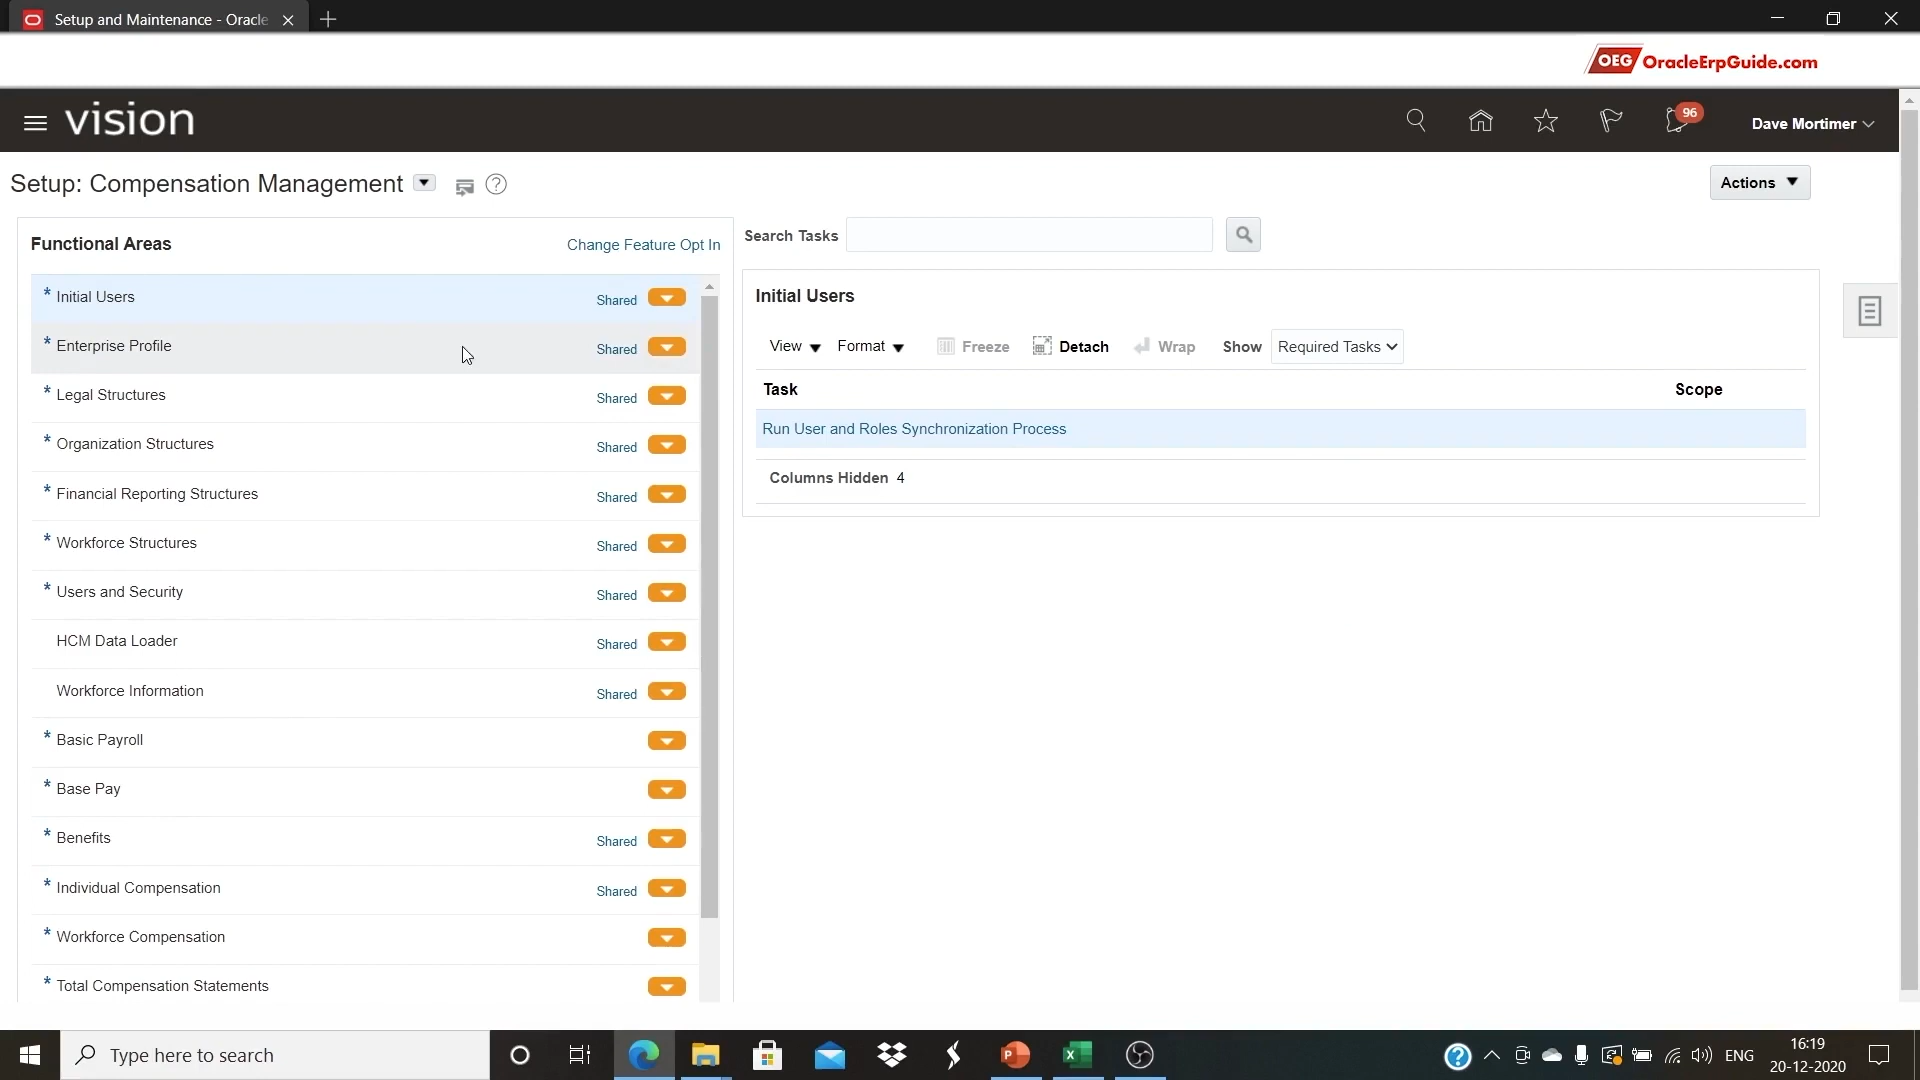 Setup and Maintenance - Oracle
OEG OracleErpGuide.com
vision
96
Dave Mortimer
Setup: Compensation Management
Actions
Functional Areas
Change Feature Opt In
* Initial Users Shared
* Enterprise Profile Shared
* Legal Structures Shared
* Organization Structures Shared
* Financial Reporting Structures Shared
* Workforce Structures Shared
* Users and Security Shared
HCM Data Loader Shared
Workforce Information Shared
* Basic Payroll
* Base Pay
* Benefits Shared
* Individual Compensation Shared
* Workforce Compensation
* Total Compensation Statements
Search Tasks
Initial Users
View Format Freeze Detach Wrap Show Required Tasks
Task Scope
Run User and Roles Synchronization Process
Columns Hidden 4
Type here to search
ENG
16:19
20-12-2020